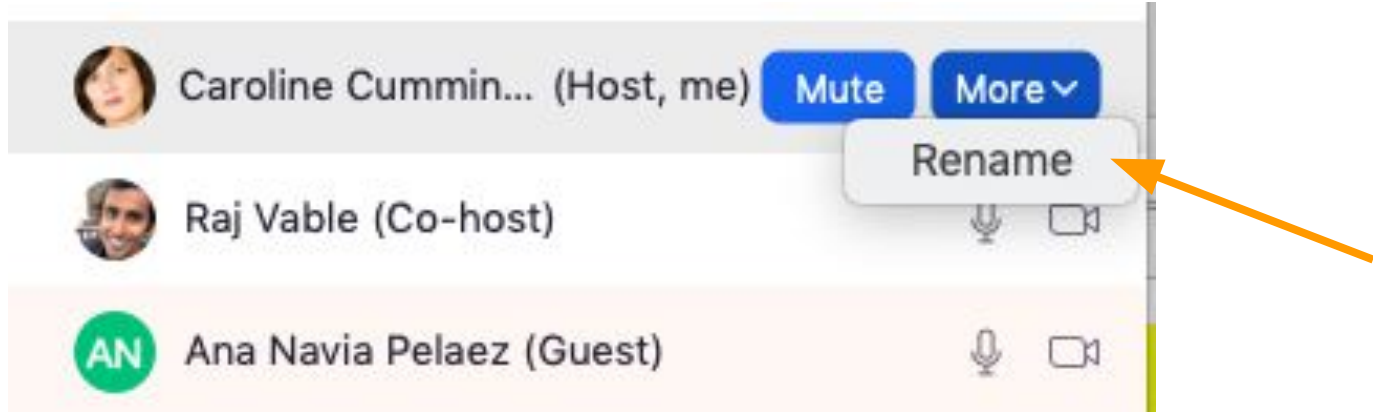 Caroline Cummin... (Host, me) Mute More
Rename
Raj Vable (Co-host)
AN Ana Navia Pelaez (Guest)